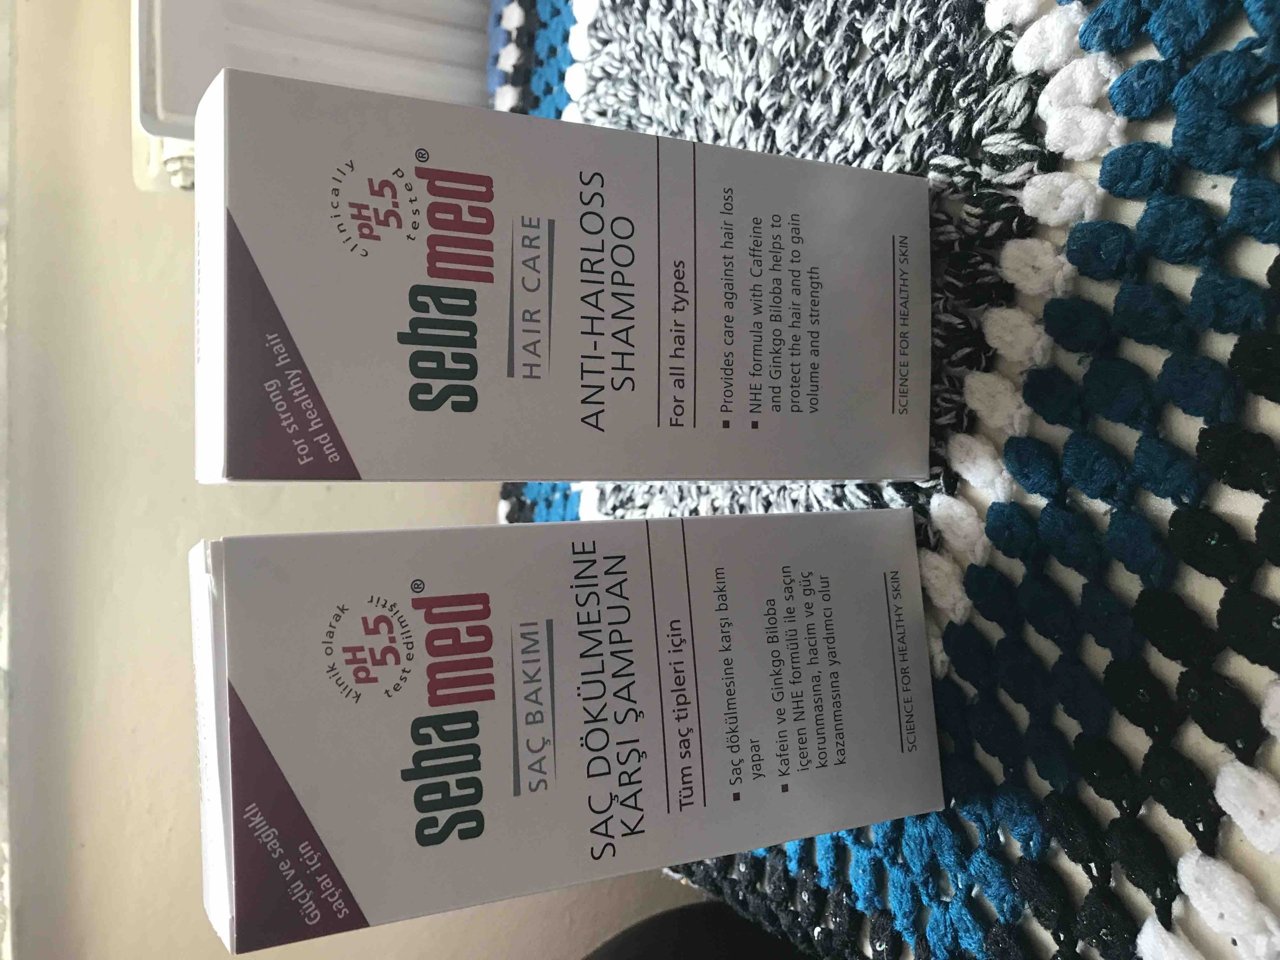 Güçlü ve sağlıklı
saçlar için
klinik olarak
pH
5.5
test edilmiştir
sebamed®
SAÇ BAKIMI
SAÇ DÖKÜLMESİNE
KARŞI ŞAMPUAN
Tüm saç tipleri için
▪ Saç dökülmesine karşı bakım
yapar
▪ Kafein ve Ginkgo Biloba
içeren NHE formülü ile saçın
korunmasına, hacim ve güç
kazanmasına yardımcı olur
SCIENCE FOR HEALTHY SKIN
For strong hair
and healthy hair
clinically
pH
5.5
tested
sebamed®
HAIR CARE
ANTI-HAIRLOSS
SHAMPOO
For all hair types
▪ Provides care against hair loss
▪ NHE formula with Caffeine
and Ginkgo Biloba helps to
protect the hair and to gain
volume and strength
SCIENCE FOR HEALTHY SKIN